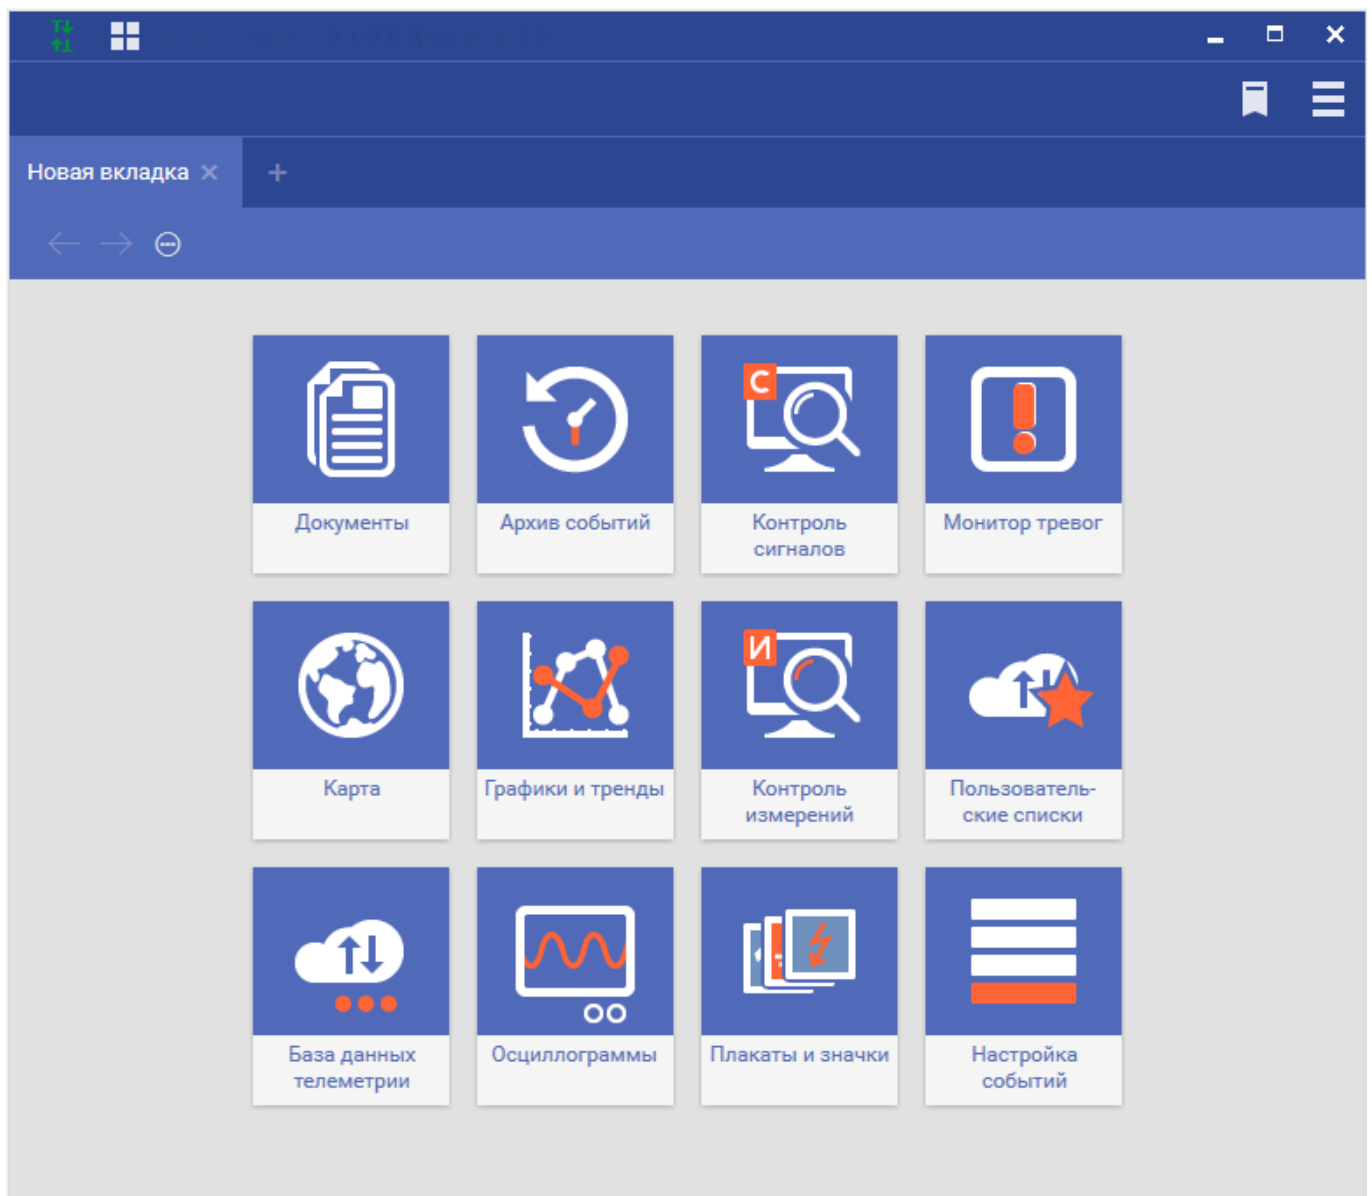 Новая вкладка
С
Документы
Архив событий
Контроль
сигналов
Монитор тревог
И
Карта
Графики и тренды
Контроль
измерений
Пользователь-
ские списки
База данных
телеметрии
Осциллограммы
Плакаты и значки
Настройка
событий